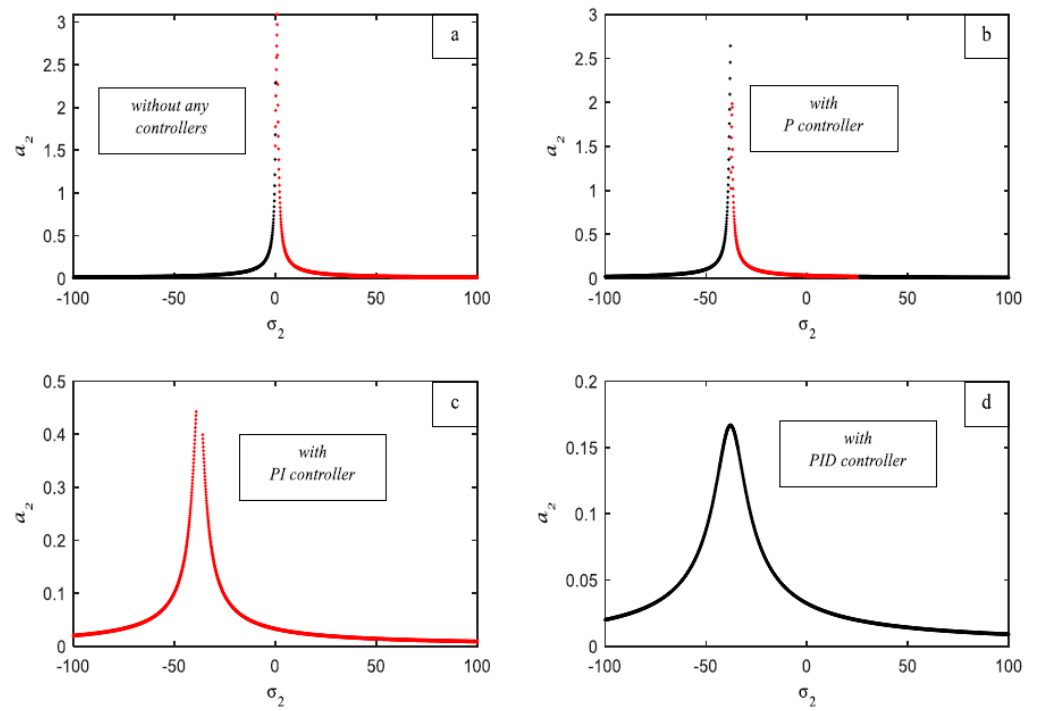 a
3
2.5
2
1.5
1
0.5
0
a₂
without any
controllers
-100 -50 0 50 100
σ₂
b
3
2.5
2
1.5
1
0.5
0
a₂
with
P controller
-100 -50 0 50 100
σ₂
c
0.5
0.4
0.3
0.2
0.1
0
a₂
with
PI controller
-100 -50 0 50 100
σ₂
d
0.2
0.15
0.1
0.05
0
a₂
with
PID controller
-100 -50 0 50 100
σ₂